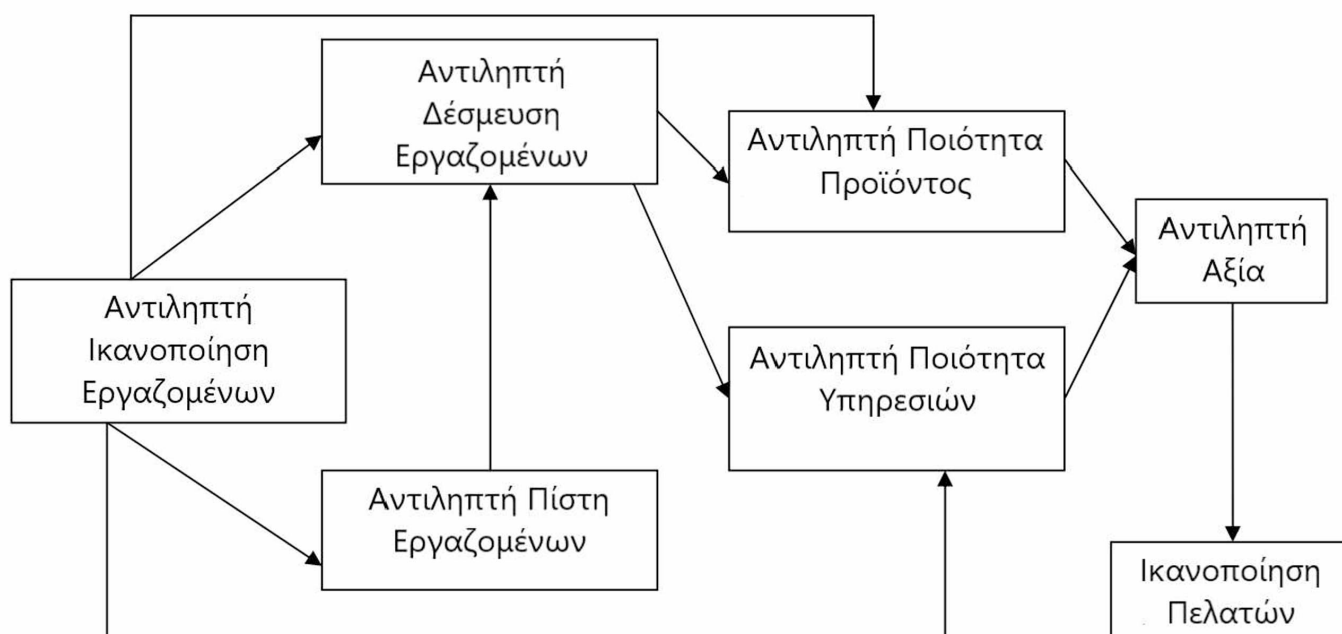 Αντιληπτή
Δέσμευση
Εργαζομένων
Αντιληπτή Ποιότητα
Προϊόντος
Αντιληπτή
Αξία
Αντιληπτή
Ικανοποίηση
Εργαζομένων
Αντιληπτή Ποιότητα
Υπηρεσιών
Αντιληπτή Πίστη
Εργαζομένων
Ικανοποίηση
Πελατών